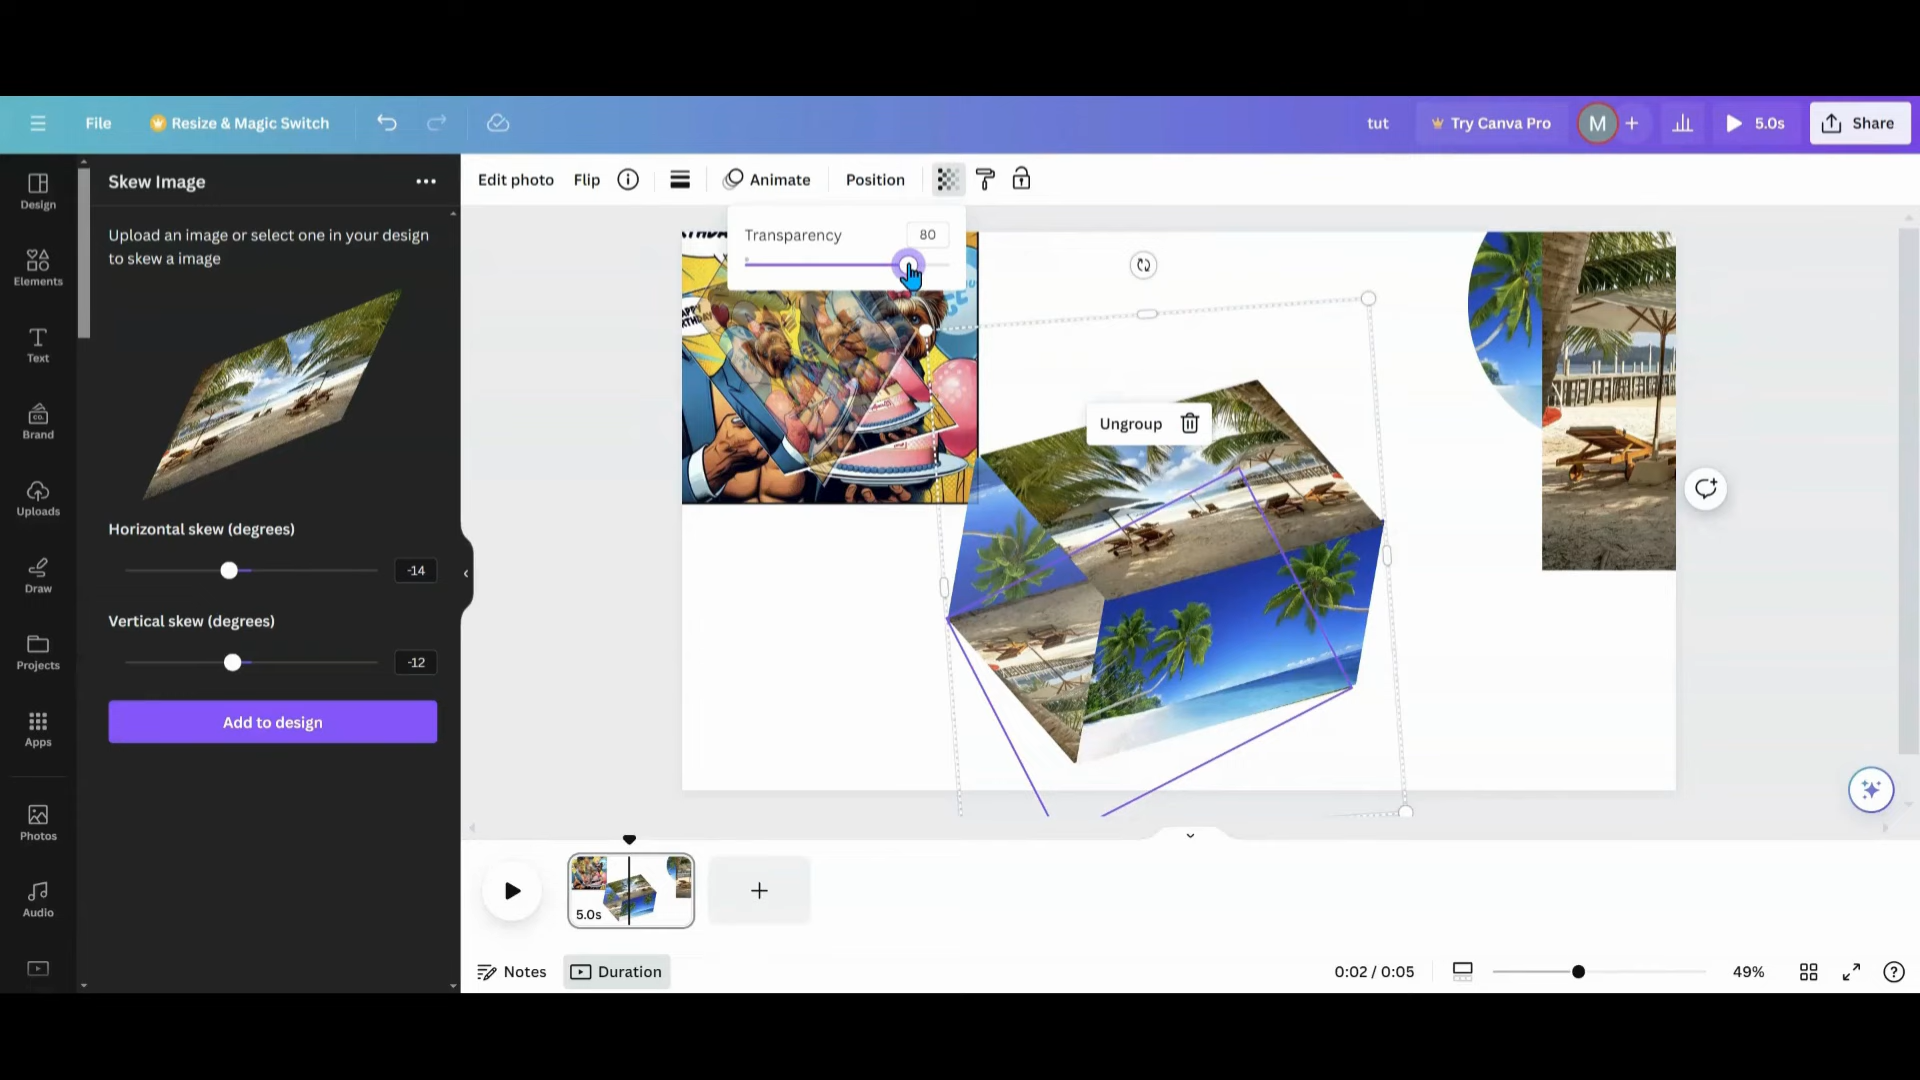 File
Resize & Magic Switch
tut
Try Canva Pro
M
5.0s
Share
Design
Elements
Text
Brand
Uploads
Draw
Projects
Apps
Photos
Audio
Skew Image
Upload an image or select one in your design
to skew a image
Horizontal skew (degrees)
-14
Vertical skew (degrees)
-12
Add to design
Edit photo
Flip
Animate
Position
Transparency
80
Ungroup
5.0s
Notes
Duration
0:02 / 0:05
49%